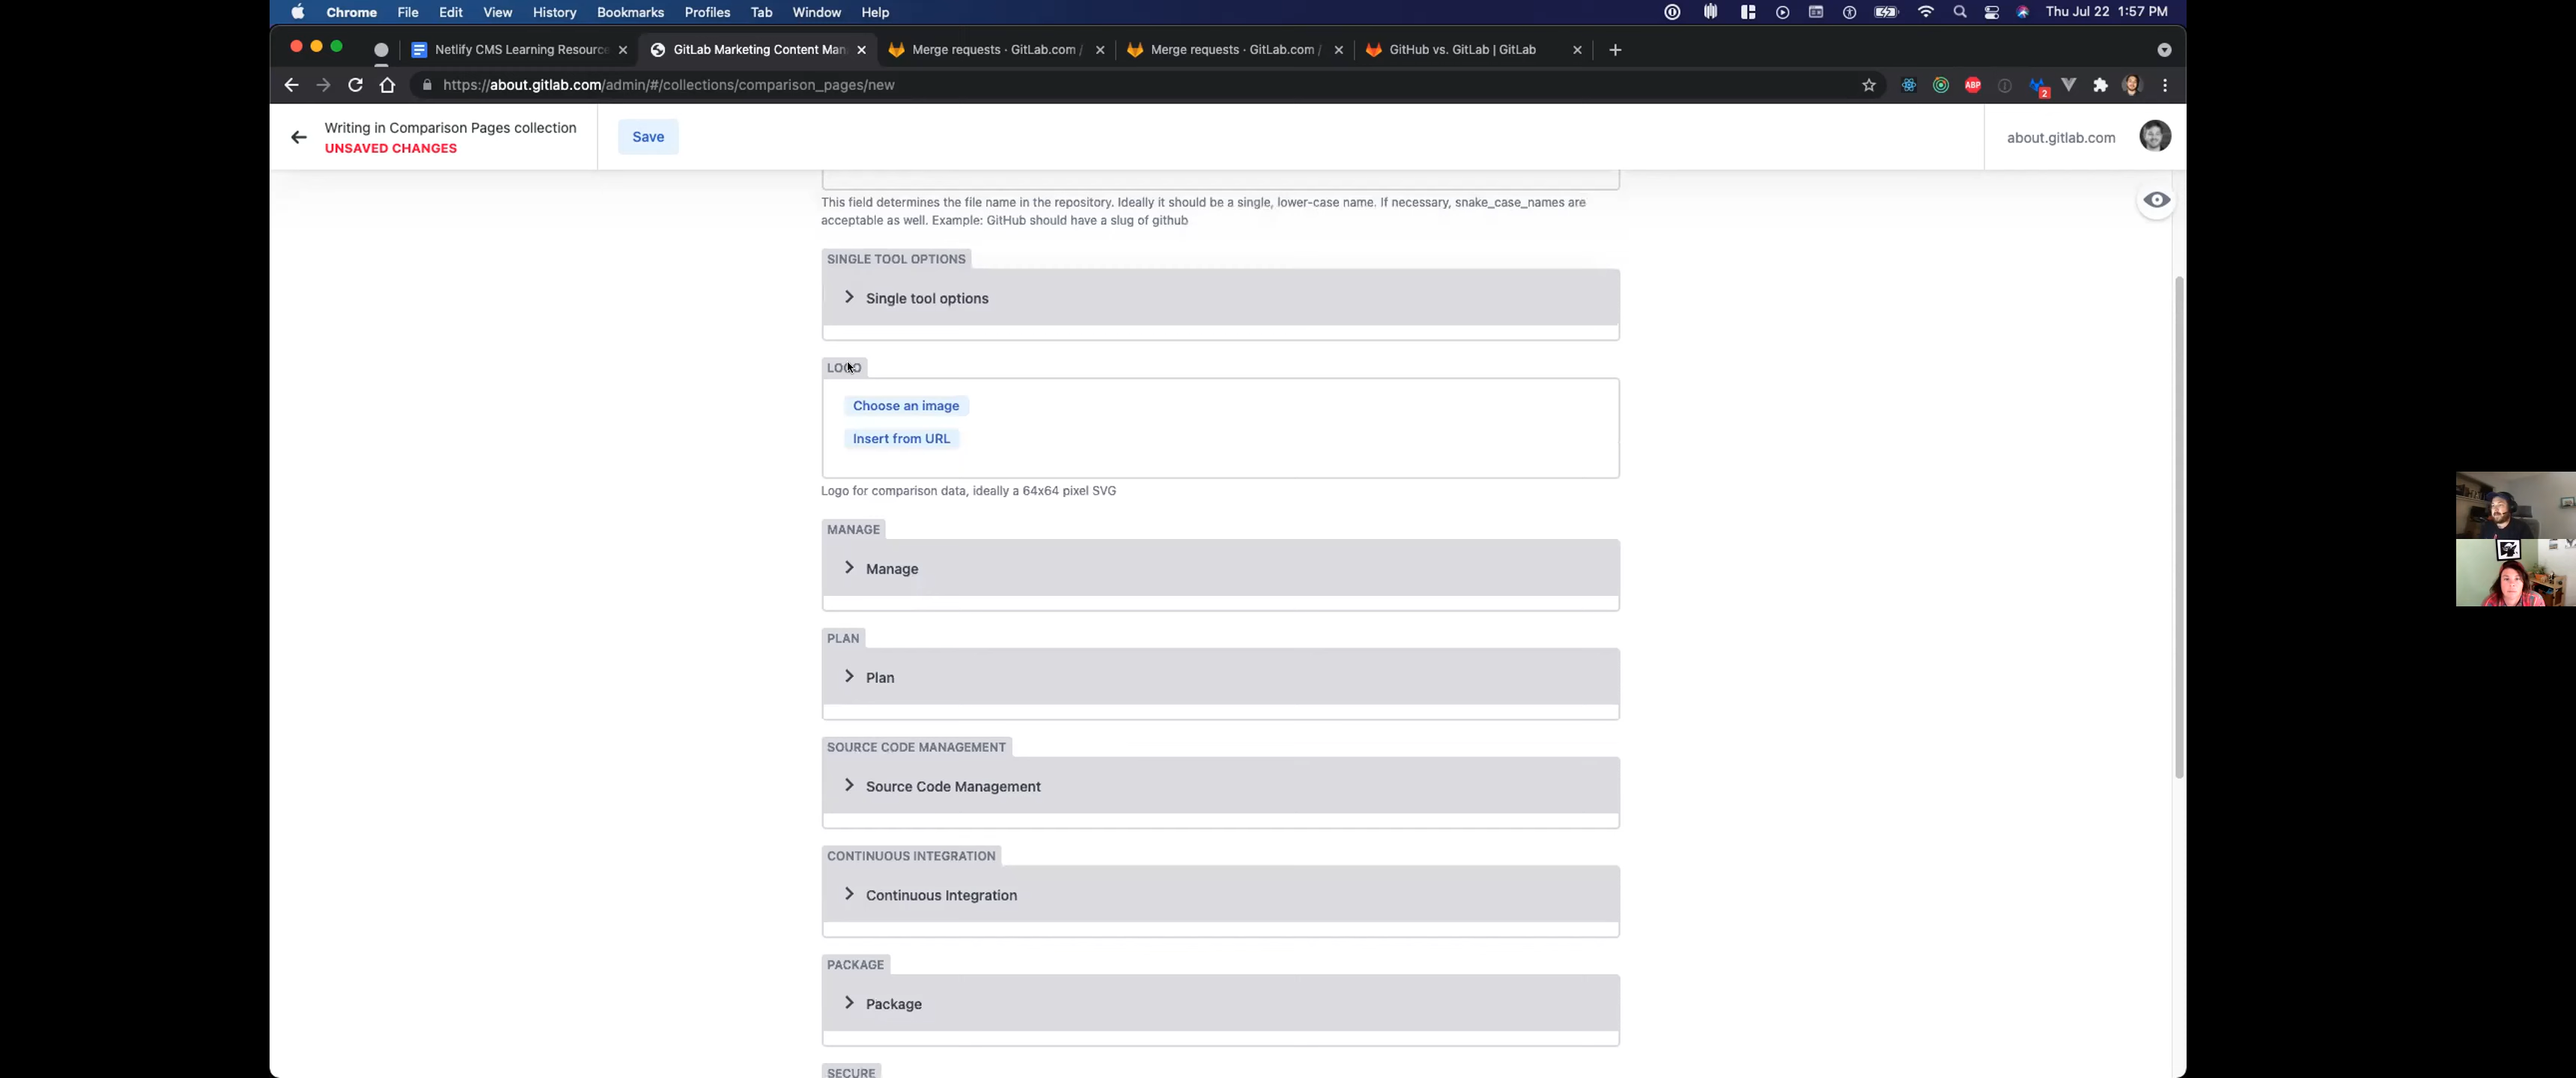 Chrome File Edit View History Bookmarks Profiles Tab Window Help Thu Jul 22 1:57 PM
Netlify CMS Learning Resource GitLab Marketing Content Man Merge requests · GitLab.com / Merge requests · GitLab.com / GitHub vs. GitLab | GitLab
https://about.gitlab.com/admin/#/collections/comparison_pages/new ABP 2
Writing in Comparison Pages collection
UNSAVED CHANGES
Save
about.gitlab.com
This field determines the file name in the repository. Ideally it should be a single, lower-case name. If necessary, snake_case_names are
acceptable as well. Example: GitHub should have a slug of github
SINGLE TOOL OPTIONS
Single tool options
LOGO
Choose an image
Insert from URL
Logo for comparison data, ideally a 64x64 pixel SVG
MANAGE
Manage
PLAN
Plan
SOURCE CODE MANAGEMENT
Source Code Management
CONTINUOUS INTEGRATION
Continuous Integration
PACKAGE
Package
SECURE